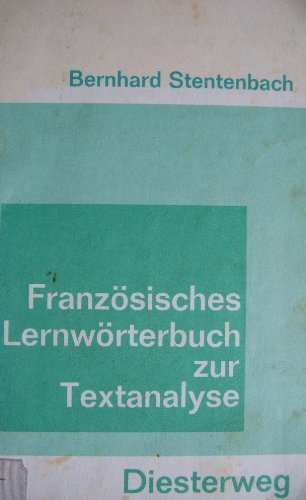 Bernhard Stentenbach
Französisches
Lernwörterbuch
zur
Textanalyse
Diesterweg